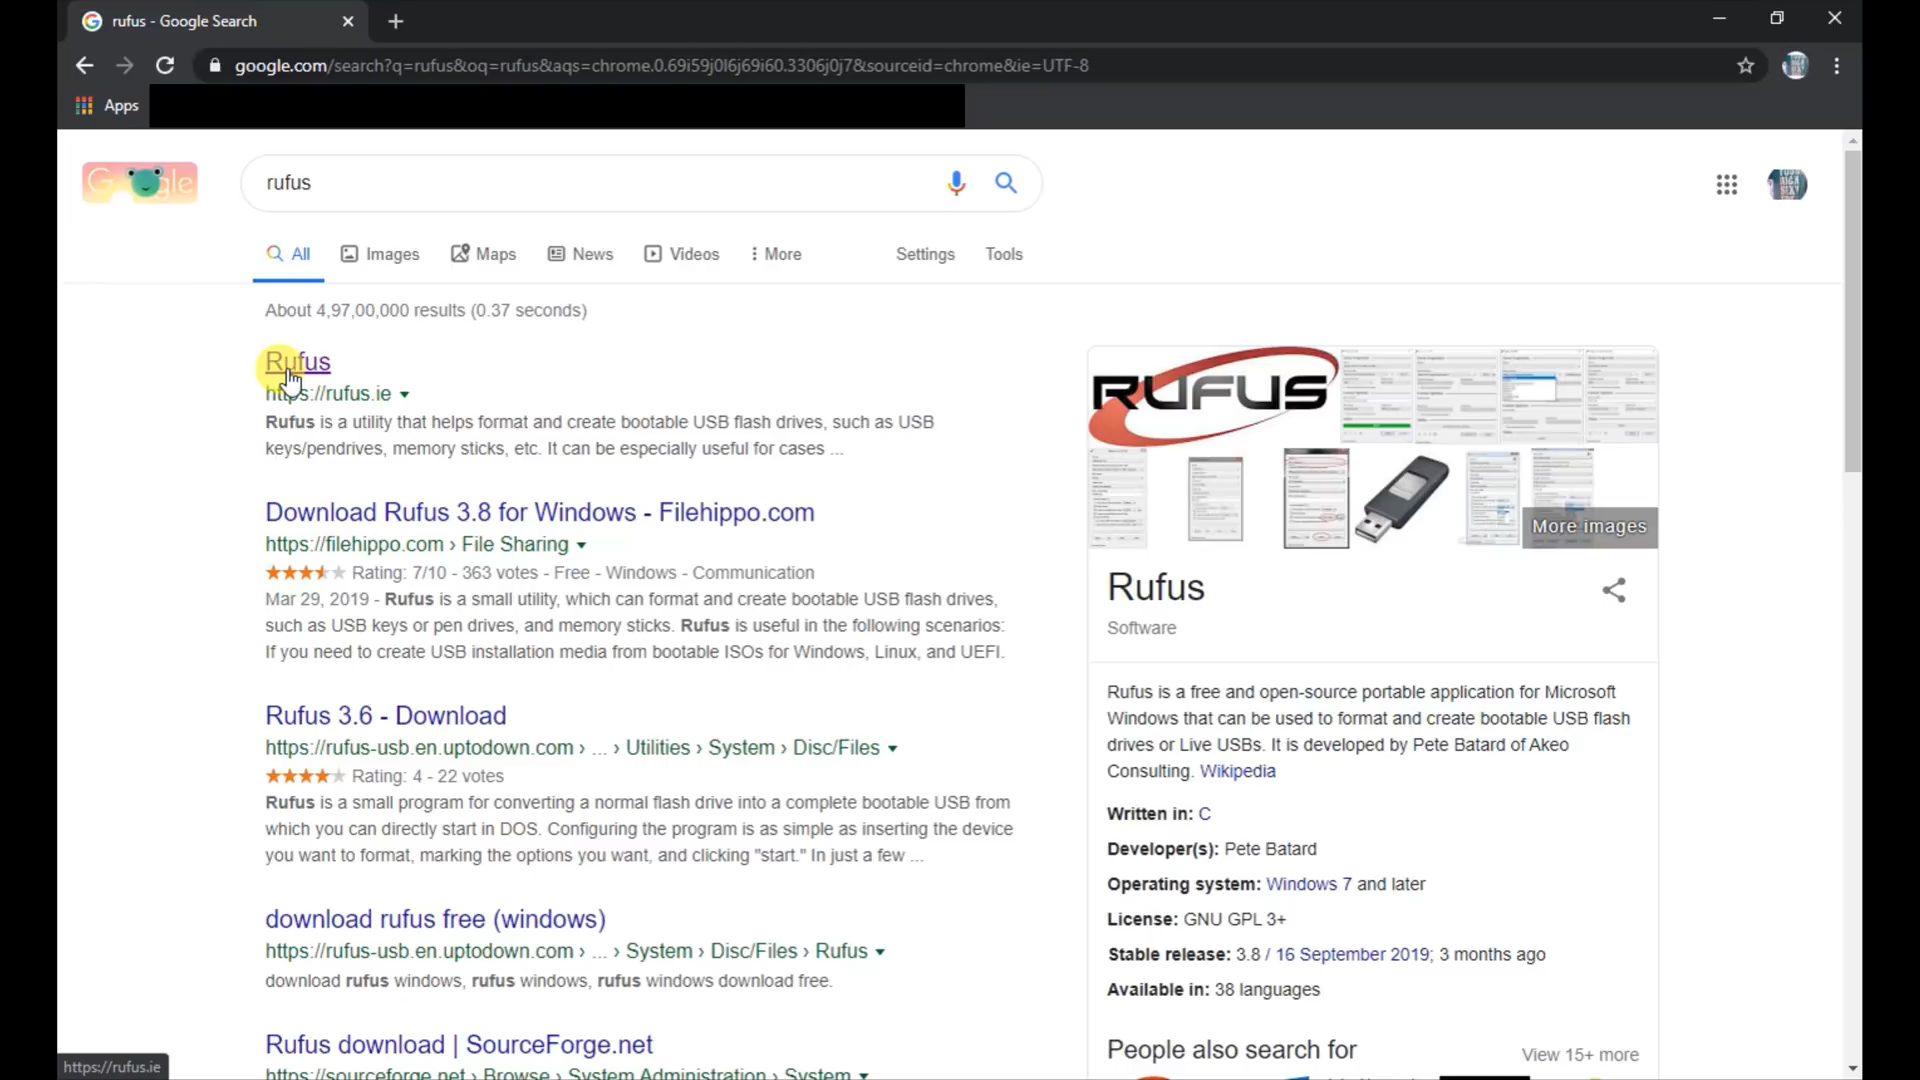 rufus - Google Search
google.com/search?q=rufus&oq=rufus&aqs=chrome.0.69i59j0l6j69i60.3306j0j7&sourceid=chrome&ie=UTF-8
Apps
Google
rufus
All Images Maps News Videos More Settings Tools
About 4,97,00,000 results (0.37 seconds)
Rufus
https://rufus.ie
Rufus is a utility that helps format and create bootable USB flash drives, such as USB
keys/pendrives, memory sticks, etc. It can be especially useful for cases ...
Download Rufus 3.8 for Windows - Filehippo.com
https://filehippo.com › File Sharing
Rating: 7/10 - 363 votes - Free - Windows - Communication
Mar 29, 2019 - Rufus is a small utility, which can format and create bootable USB flash drives,
such as USB keys or pen drives, and memory sticks. Rufus is useful in the following scenarios:
If you need to create USB installation media from bootable ISOs for Windows, Linux, and UEFI.
Rufus 3.6 - Download
https://rufus-usb.en.uptodown.com › ... › Utilities › System › Disc/Files
Rating: 4 - 22 votes
Rufus is a small program for converting a normal flash drive into a complete bootable USB from
which you can directly start in DOS. Configuring the program is as simple as inserting the device
you want to format, marking the options you want, and clicking "start." In just a few ...
download rufus free (windows)
https://rufus-usb.en.uptodown.com › ... › System › Disc/Files › Rufus
download rufus windows, rufus windows, rufus windows download free.
Rufus download | SourceForge.net
https://sourceforge.net › Browse › System Administration › System
https://rufus.ie
RUFUS
More images
Rufus
Software
Rufus is a free and open-source portable application for Microsoft
Windows that can be used to format and create bootable USB flash
drives or Live USBs. It is developed by Pete Batard of Akeo
Consulting. Wikipedia
Written in: C
Developer(s): Pete Batard
Operating system: Windows 7 and later
License: GNU GPL 3+
Stable release: 3.8 / 16 September 2019; 3 months ago
Available in: 38 languages
People also search for
View 15+ more